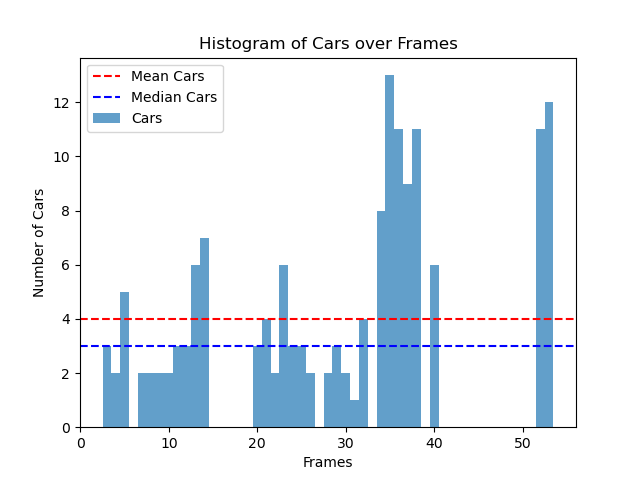 Histogram of Cars over Frames
Mean Cars
Median Cars
Cars
12
10
8
6
4
2
0
Number of Cars
0 10 20 30 40 50
Frames